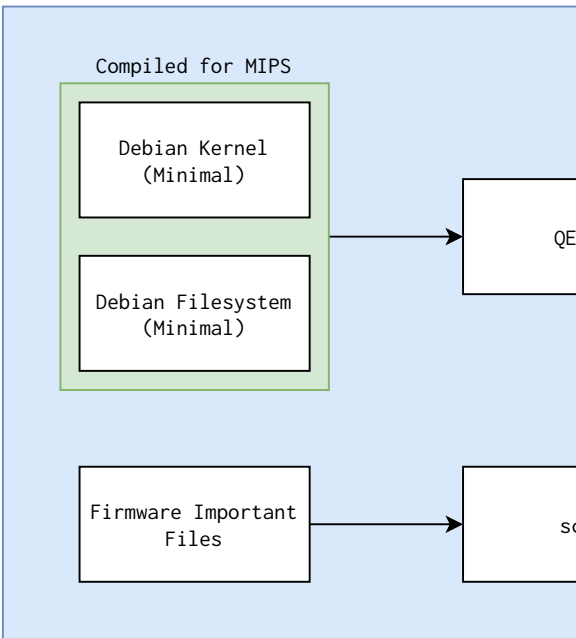 Compiled for MIPS
Debian Kernel
(Minimal)
Debian Filesystem
(Minimal)
Firmware Important
Files